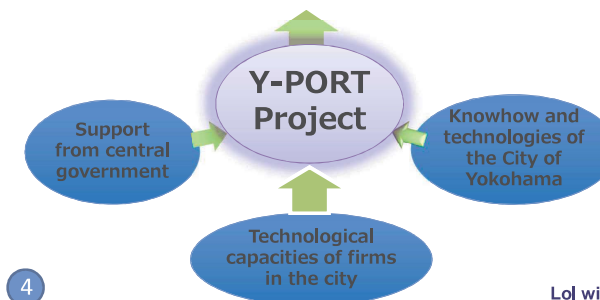 Y-PORT
Project
Support
from central
government
Knowhow and
technologies of
the City of
Yokohama
Technological
capacities of firms
in the city
4
Lol wi